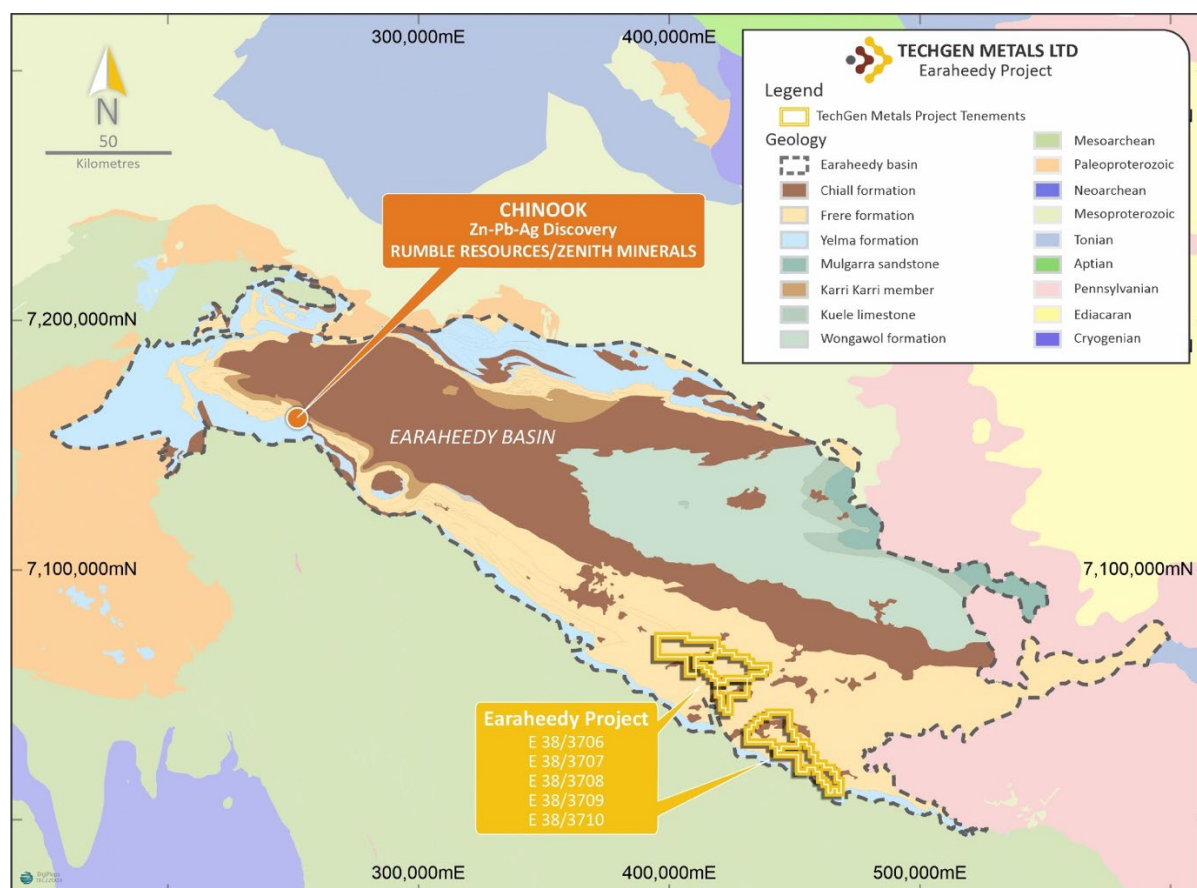 300,000mE
400,000mE
N
50
Kilometres
TECHGEN METALS LTD
Earaheedy Project
Legend
TechGen Metals Project Tenements
Geology
Earaheedy basin
Chiall formation
Frere formation
Yelma formation
Mulgarra sandstone
Karri Karri member
Kuele limestone
Wongawol formation
Mesoarchean
Paleoproterozoic
Neoarchean
Mesoproterozoic
Tonian
Aptian
Pennsylvanian
Ediacaran
Cryogenian
CHINOOK
Zn-Pb-Ag Discovery
RUMBLE RESOURCES/ZENITH MINERALS
7,200,000mN
EARAHEEDY BASIN
7,100,000mN
7,100,000mN
Earaheedy Project
E 38/3706
E 38/3707
E 38/3708
E 38/3709
E 38/3710
300,000mE
400,000mE
500,000mE